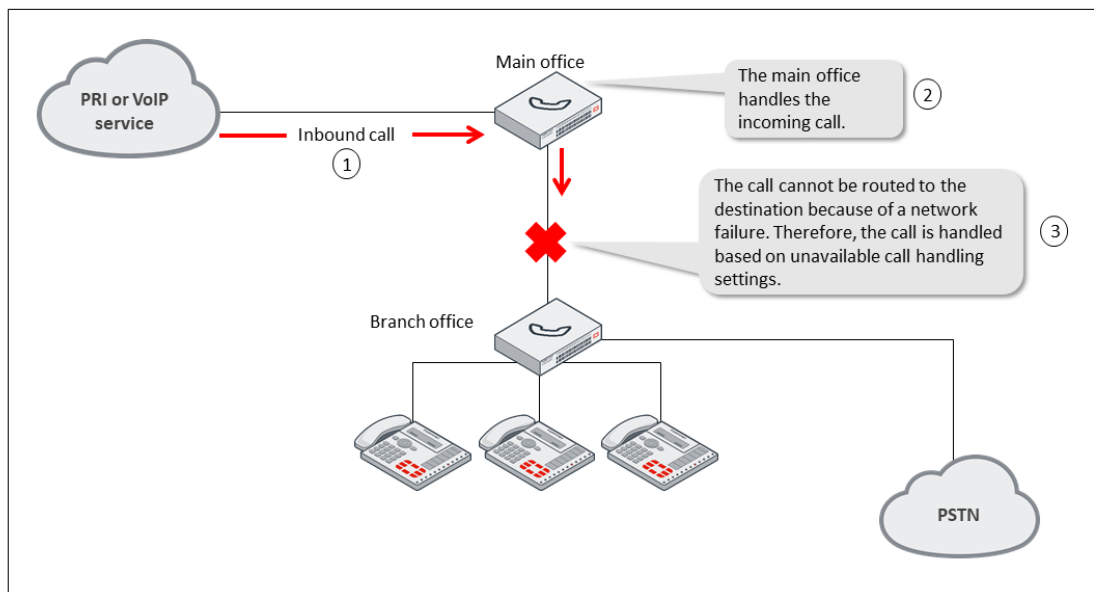 Main office
PRI or VoIP
service
The main office
handles the
incoming call.
2
Inbound call
1
The call cannot be routed to the
destination because of a network
failure. Therefore, the call is handled
based on unavailable call handling
settings.
3
Branch office
PSTN